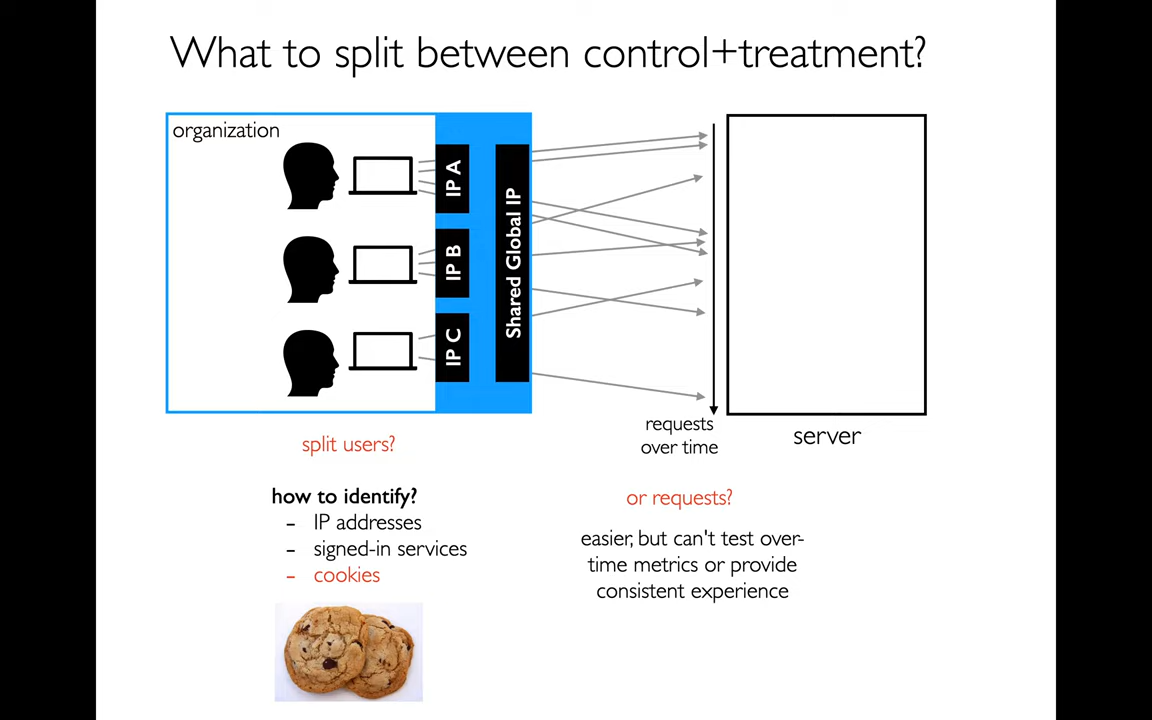 What to split between control+treatment?
organization
IP A
IP B
IP C
Shared Global IP
requests
over time
server
split users?
how to identify?
- IP addresses
- signed-in services
- cookies
or requests?
easier, but can't test over-
time metrics or provide
consistent experience